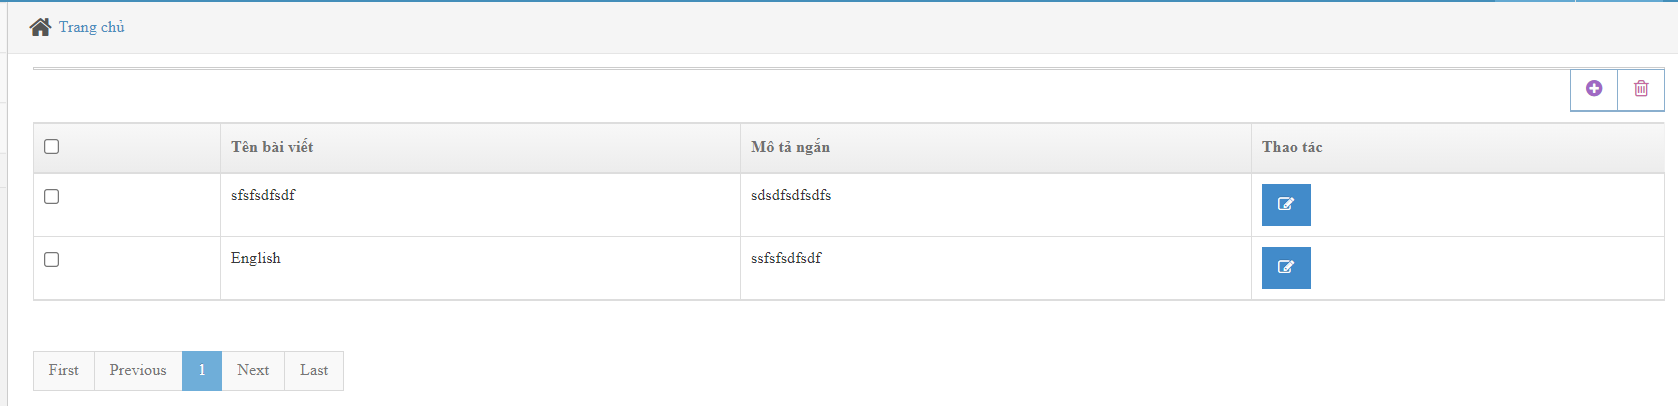 Trang chủ
Tên bài viết Mô tả ngắn Thao tác
sfsfsdfsdf sdsdfsdfsdfs
English ssfsfsdfsdf
First Previous 1 Next Last